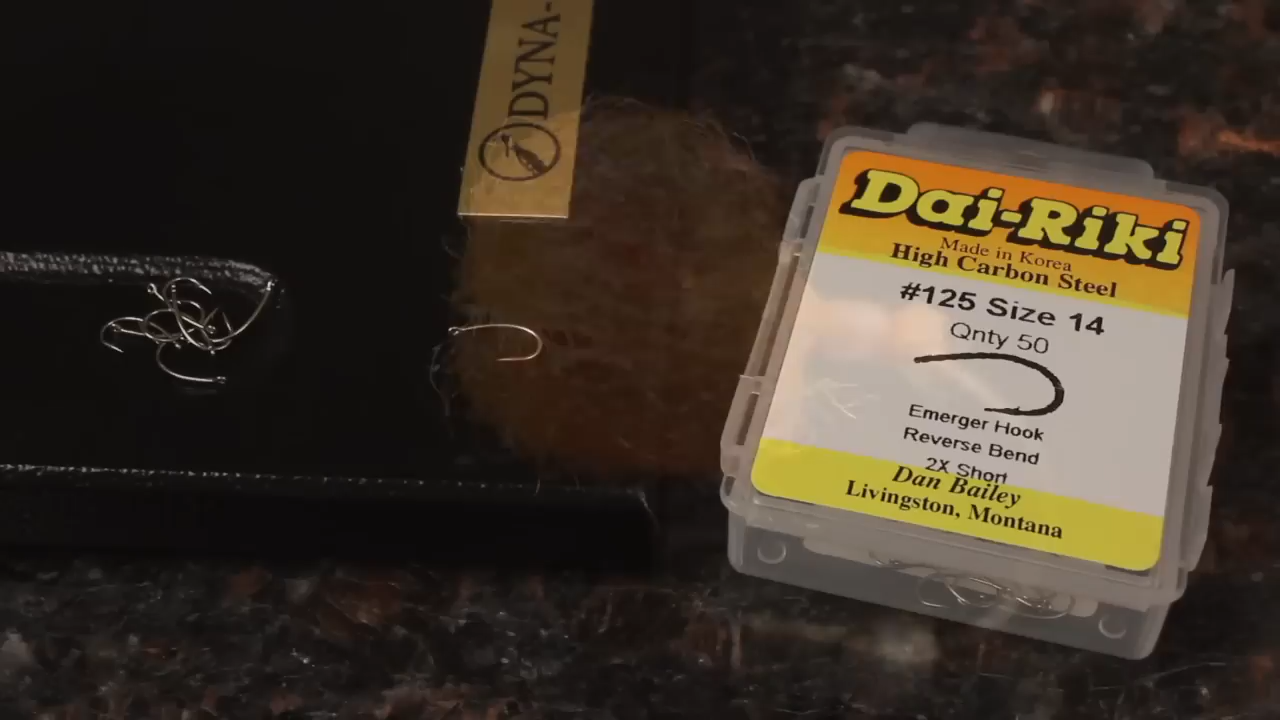 DYNA-
Dai-Riki
Made in Korea
High Carbon Steel
#125 Size 14
Qnty 50
Emerger Hook
Reverse Bend
2X Short
Dan Bailey
Livingston, Montana